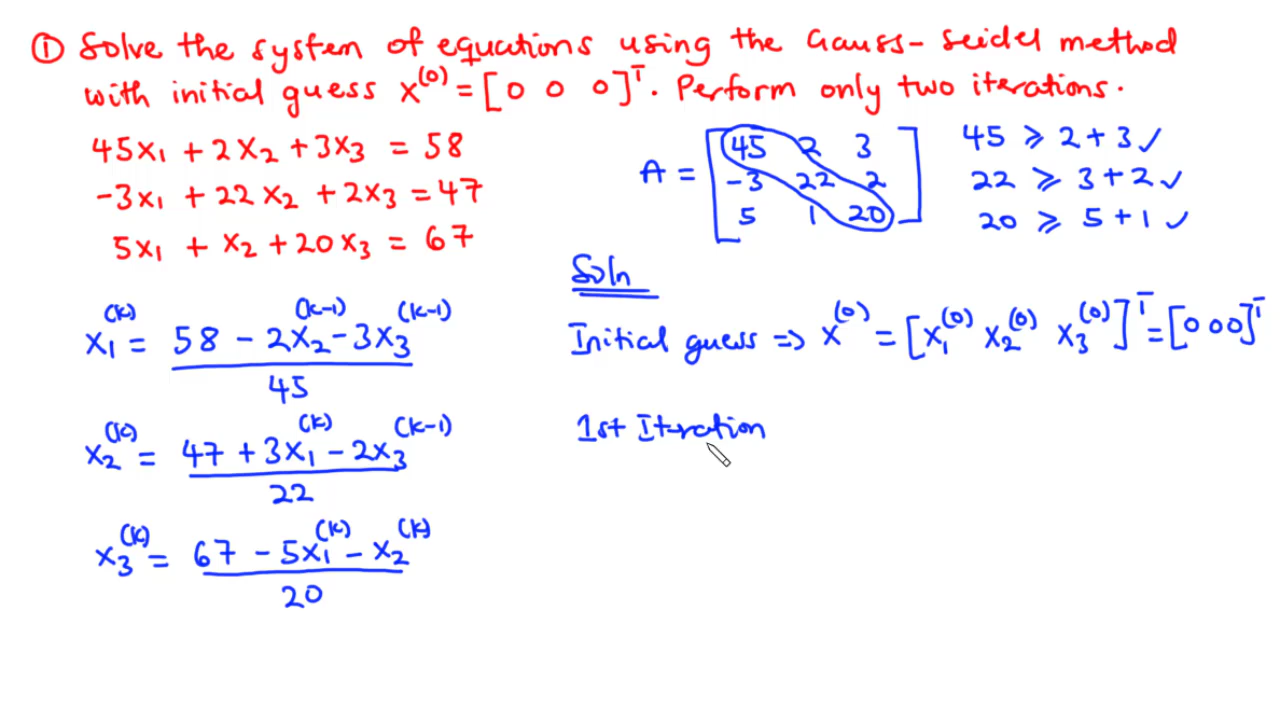 ① Solve the system of equations using the Gauss-Seidel method
with initial guess x⁽⁰⁾ = [0 0 0]ᵀ. Perform only two iterations.
45x₁ + 2x₂ + 3x₃ = 58
-3x₁ + 22x₂ + 2x₃ = 47
5x₁ + x₂ + 20x₃ = 67
A = [45 2 3
-3 22 2
5 1 20]
45 ⩾ 2 + 3 ✓
22 ⩾ 3 + 2 ✓
20 ⩾ 5 + 1 ✓
x₁⁽ᵏ⁾ = (58 - 2x₂⁽ᵏ⁻¹⁾ - 3x₃⁽ᵏ⁻¹⁾) / 45
x₂⁽ᵏ⁾ = (47 + 3x₁⁽ᵏ⁾ - 2x₃⁽ᵏ⁻¹⁾) / 22
x₃⁽ᵏ⁾ = (67 - 5x₁⁽ᵏ⁾ - x₂⁽ᵏ⁾) / 20
Soln
Initial guess ⇒ x⁽⁰⁾ = [x₁⁽⁰⁾ x₂⁽⁰⁾ x₃⁽⁰⁾]ᵀ = [0 0 0]ᵀ
1st Iteration